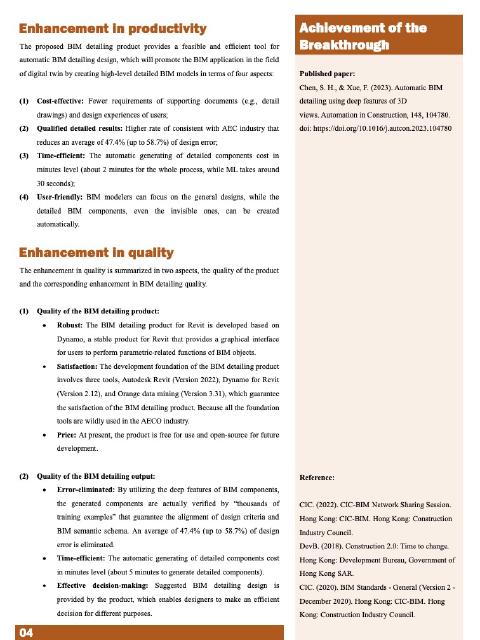 Enhancement in productivity
The proposed BIM detailing product provides a feasible and efficient tool for
automatic BIM detailing design, which will promote the BIM application in the field
of digital twin by creating high-level detailed BIM models in terms of four aspects:
(1) Cost-effective: Fewer requirements of supporting documents (e.g., detail
drawings) and design experiences of users;
(2) Qualified detailed results: Higher rate of consistent with AEC industry that
reduces an average of 47.4% (up to 58.7%) of design error;
(3) Time-efficient: The automatic generating of detailed components cost in
minutes level (about 2 minutes for the whole process, while ML takes around
30 seconds);
(4) User-friendly: BIM modelers can focus on the general designs, while the
detailed BIM components, even the invisible ones, can be created
automatically.
Enhancement in quality
The enhancement in quality is summarized in two aspects, the quality of the product
and the corresponding enhancement in BIM detailing quality.
(1) Quality of the BIM detailing product:
• Robust: The BIM detailing product for Revit is developed based on
Dynamo, a stable product for Revit that provides a graphical interface
for users to perform parametric-related functions of BIM objects.
• Satisfaction: The development foundation of the BIM detailing product
involves three tools, Autodesk Revit (Version 2022), Dynamo for Revit
(Version 2.12), and Orange data mining (Version 3.31), which guarantee
the satisfaction of the BIM detailing product. Because all the foundation
tools are wildly used in the AECO industry.
• Price: At present, the product is free for use and open-source for future
development.
(2) Quality of the BIM detailing output:
• Error-eliminated: By utilizing the deep features of BIM components,
the generated components are actually verified by "thousands of
training examples" that guarantee the alignment of design criteria and
BIM semantic schema. An average of 47.4% (up to 58.7%) of design
error is eliminated.
• Time-efficient: The automatic generating of detailed components cost
in minutes level (about 5 minutes to generate detailed components).
• Effective decision-making: Suggested BIM detailing design is
provided by the product, which enables designers to make an efficient
decision for different purposes.
04
Achievement of the
Breakthrough
Published paper:
Chen, S. H., & Xue, F. (2023). Automatic BIM
detailing using deep features of 3D
views. Automation in Construction, 148, 104780.
doi: https://doi.org/10.1016/j.autcon.2023.104780
Reference:
CIC. (2022). CIC-BIM Network Sharing Session.
Hong Kong: CIC-BIM. Hong Kong: Construction
Industry Council.
DevB. (2018). Construction 2.0: Time to change.
Hong Kong: Development Bureau, Government of
Hong Kong SAR.
CIC. (2020). BIM Standards - General (Version 2 -
December 2020). Hong Kong: CIC-BIM. Hong
Kong: Construction Industry Council.